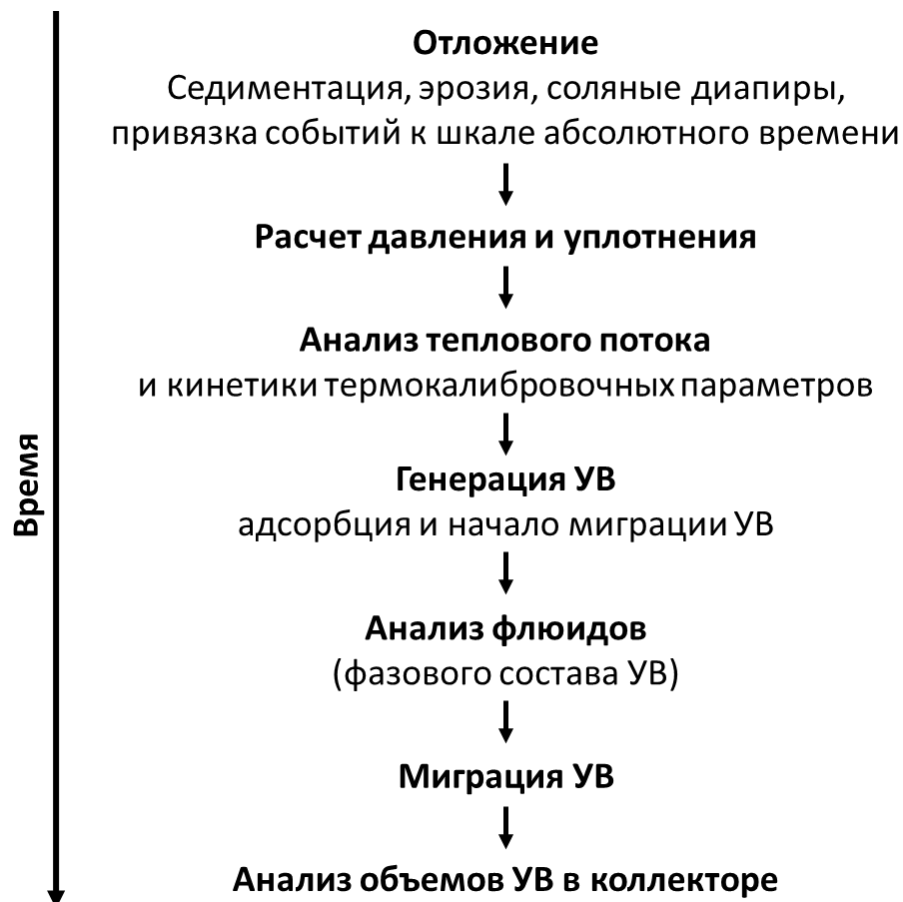 Отложение
Седиментация, эрозия, соляные диапиры,
привязка событий к шкале абсолютного времени
Расчет давления и уплотнения
Анализ теплового потока
и кинетики термокалибровочных параметров
Генерация УВ
адсорбция и начало миграции УВ
Анализ флюидов
(фазового состава УВ)
Миграция УВ
Анализ объемов УВ в коллекторе
Время